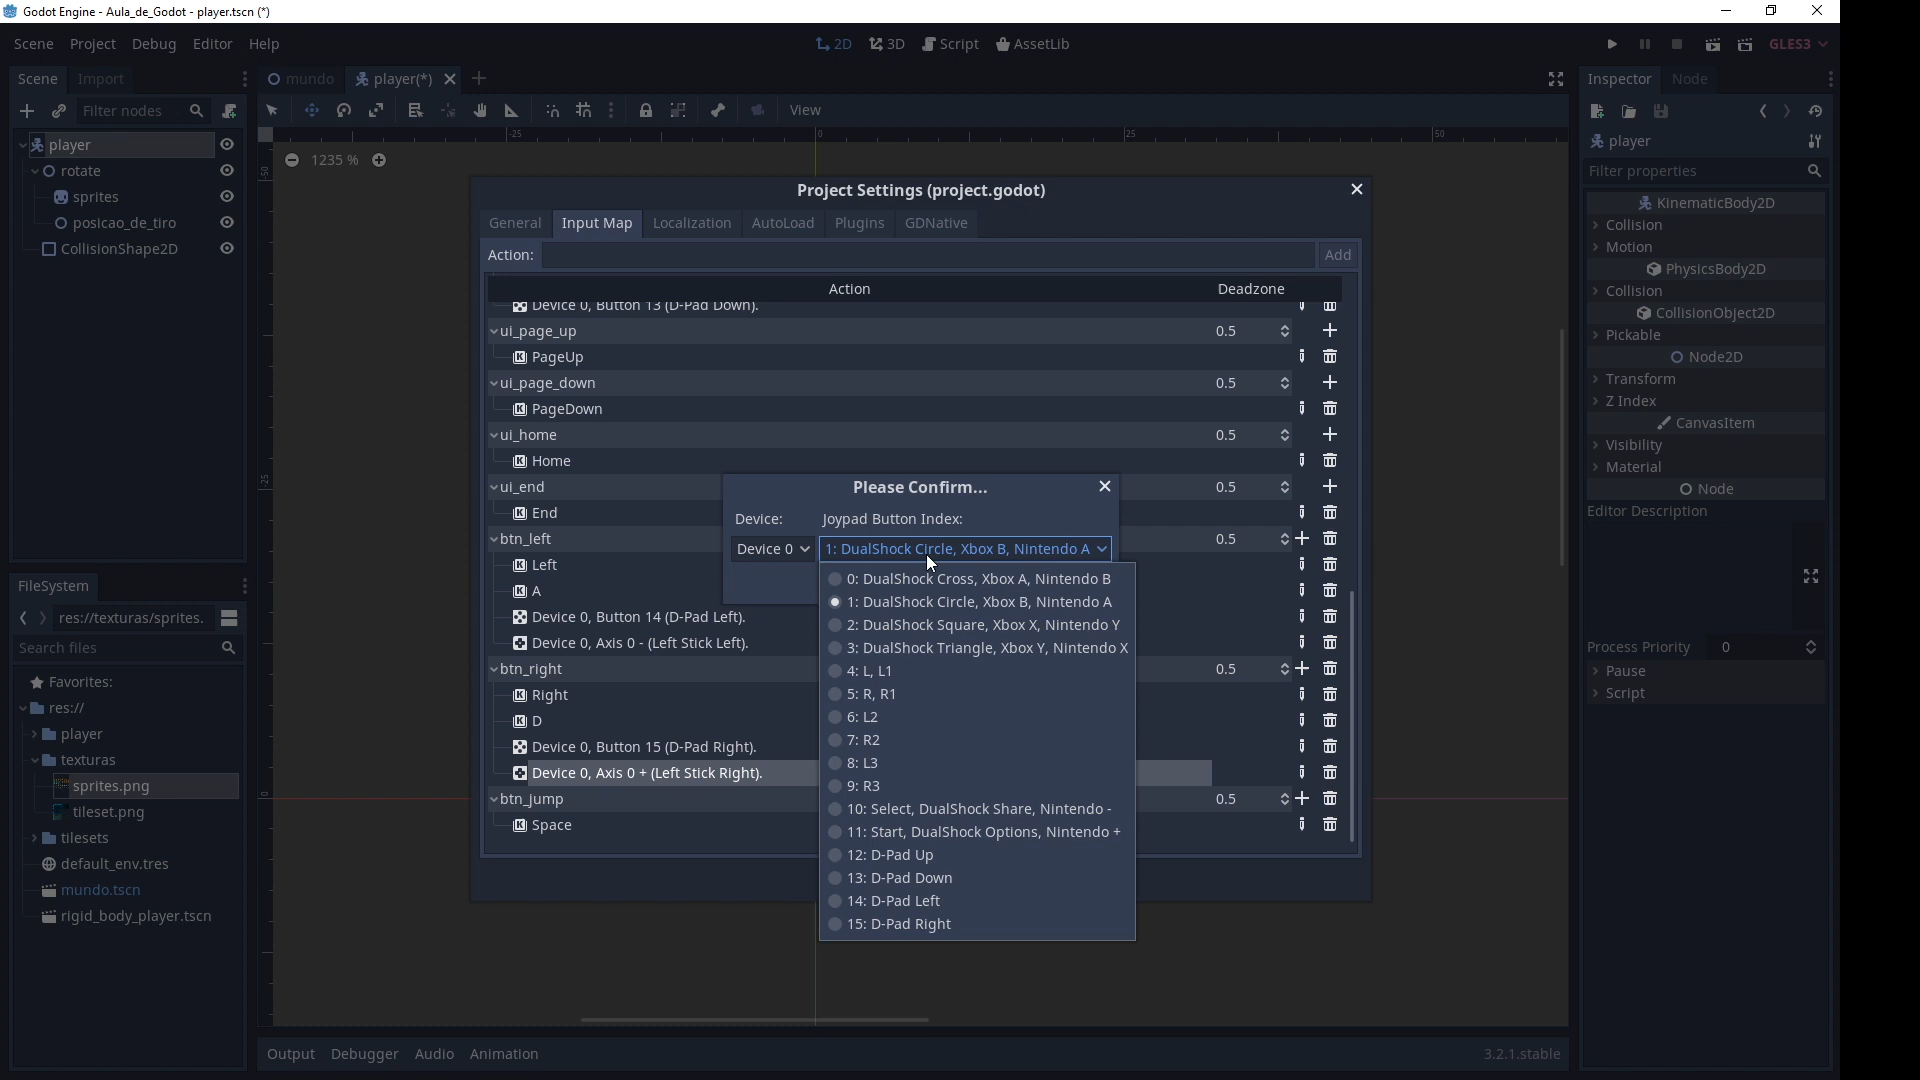 Godot Engine - Aula_de_Godot - player.tscn (*)
Scene Project Debug Editor Help
2D 3D Script AssetLib
GLES3
Scene Import
Filter nodes
player
rotate
sprites
posicao_de_tiro
CollisionShape2D
mundo player(*)
View
-25 0 25 50
-50
-25
0
1235 %
Project Settings (project.godot)
General Input Map Localization AutoLoad Plugins GDNative
Action: Add
Action Deadzone
Device 0, Button 13 (D-Pad Down).
ui_page_up 0.5
PageUp
ui_page_down 0.5
PageDown
ui_home 0.5
Home
ui_end 0.5
End
btn_left 0.5
Left
A
Device 0, Button 14 (D-Pad Left).
Device 0, Axis 0 - (Left Stick Left).
btn_right 0.5
Right
D
Device 0, Button 15 (D-Pad Right).
Device 0, Axis 0 + (Left Stick Right).
btn_jump 0.5
Space
Please Confirm...
Device: Joypad Button Index:
Device 0 1: DualShock Circle, Xbox B, Nintendo A
0: DualShock Cross, Xbox A, Nintendo B
1: DualShock Circle, Xbox B, Nintendo A
2: DualShock Square, Xbox X, Nintendo Y
3: DualShock Triangle, Xbox Y, Nintendo X
4: L, L1
5: R, R1
6: L2
7: R2
8: L3
9: R3
10: Select, DualShock Share, Nintendo -
11: Start, DualShock Options, Nintendo +
12: D-Pad Up
13: D-Pad Down
14: D-Pad Left
15: D-Pad Right
FileSystem
res://texturas/sprites.
Search files
Favorites:
res://
player
texturas
sprites.png
tileset.png
tilesets
default_env.tres
mundo.tscn
rigid_body_player.tscn
Output Debugger Audio Animation
3.2.1.stable
Inspector Node
player
Filter properties
KinematicBody2D
Collision
Motion
PhysicsBody2D
Collision
CollisionObject2D
Pickable
Node2D
Transform
Z Index
CanvasItem
Visibility
Material
Node
Editor Description
Process Priority 0
Pause
Script